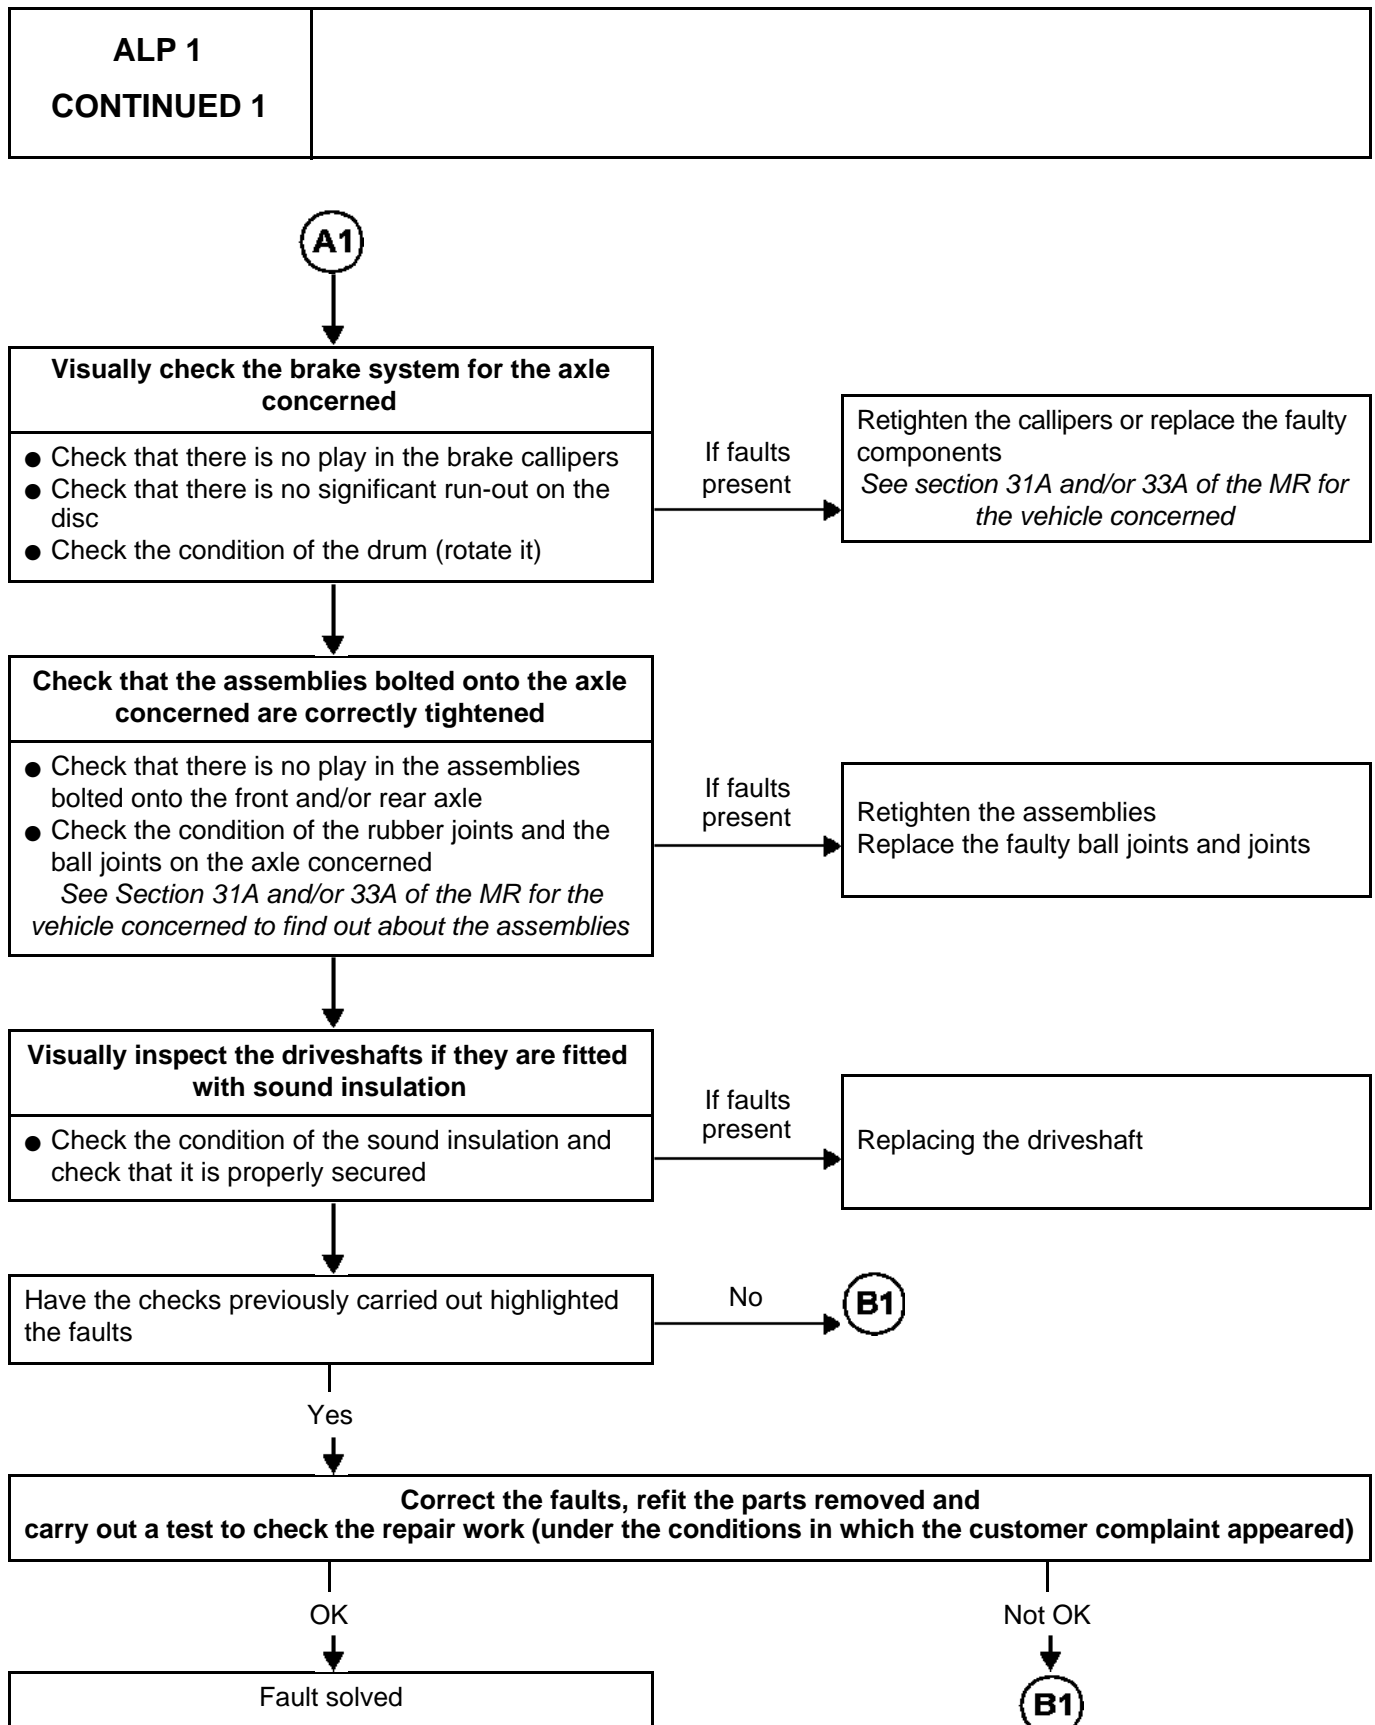 ALP 1
CONTINUED 1
A1
Visually check the brake system for the axle
concerned
● Check that there is no play in the brake callipers
● Check that there is no significant run-out on the
disc
● Check the condition of the drum (rotate it)
If faults
present
Retighten the callipers or replace the faulty
components
See section 31A and/or 33A of the MR for
the vehicle concerned
Check that the assemblies bolted onto the axle
concerned are correctly tightened
● Check that there is no play in the assemblies
bolted onto the front and/or rear axle
● Check the condition of the rubber joints and the
ball joints on the axle concerned
See Section 31A and/or 33A of the MR for the
vehicle concerned to find out about the assemblies
If faults
present
Retighten the assemblies
Replace the faulty ball joints and joints
Visually inspect the driveshafts if they are fitted
with sound insulation
● Check the condition of the sound insulation and
check that it is properly secured
If faults
present
Replacing the driveshaft
Have the checks previously carried out highlighted
the faults
No
B1
Yes
Correct the faults, refit the parts removed and
carry out a test to check the repair work (under the conditions in which the customer complaint appeared)
OK
Not OK
Fault solved
B1